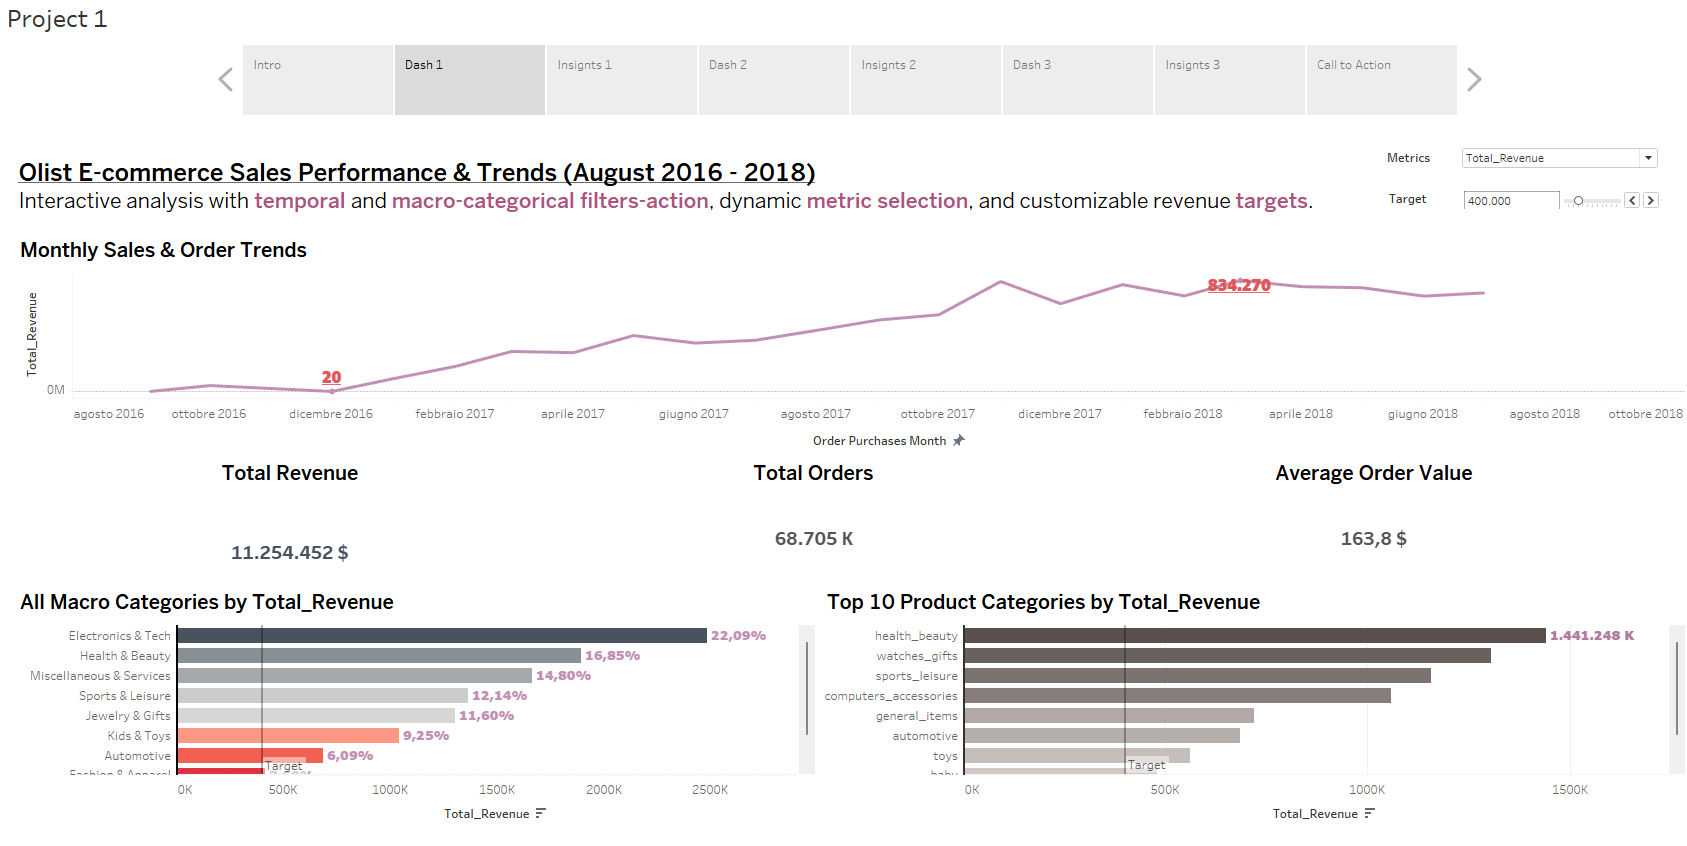 Project 1
Intro
Dash 1
Insignts 1
Dash 2
Insignts 2
Dash 3
Insignts 3
Call to Action
Olist E-commerce Sales Performance & Trends (August 2016 - 2018)
Interactive analysis with temporal and macro-categorical filters-action, dynamic metric selection, and customizable revenue targets.
Metrics
Total_Revenue
Target
400.000
Monthly Sales & Order Trends
Total_Revenue
0M
20
834.270
agosto 2016
ottobre 2016
dicembre 2016
febbraio 2017
aprile 2017
giugno 2017
agosto 2017
ottobre 2017
dicembre 2017
febbraio 2018
aprile 2018
giugno 2018
agosto 2018
ottobre 2018
Order Purchases Month
Total Revenue
11.254.452 $
Total Orders
68.705 K
Average Order Value
163,8 $
All Macro Categories by Total_Revenue
Electronics & Tech 22,09%
Health & Beauty 16,85%
Miscellaneous & Services 14,80%
Sports & Leisure 12,14%
Jewelry & Gifts 11,60%
Kids & Toys 9,25%
Automotive 6,09%
Fashion & Apparel
Target
0K
500K
1000K
1500K
2000K
2500K
Total_Revenue
Top 10 Product Categories by Total_Revenue
health_beauty 1.441.248 K
watches_gifts
sports_leisure
computers_accessories
general_items
automotive
toys
baby
Target
0K
500K
1000K
1500K
Total_Revenue